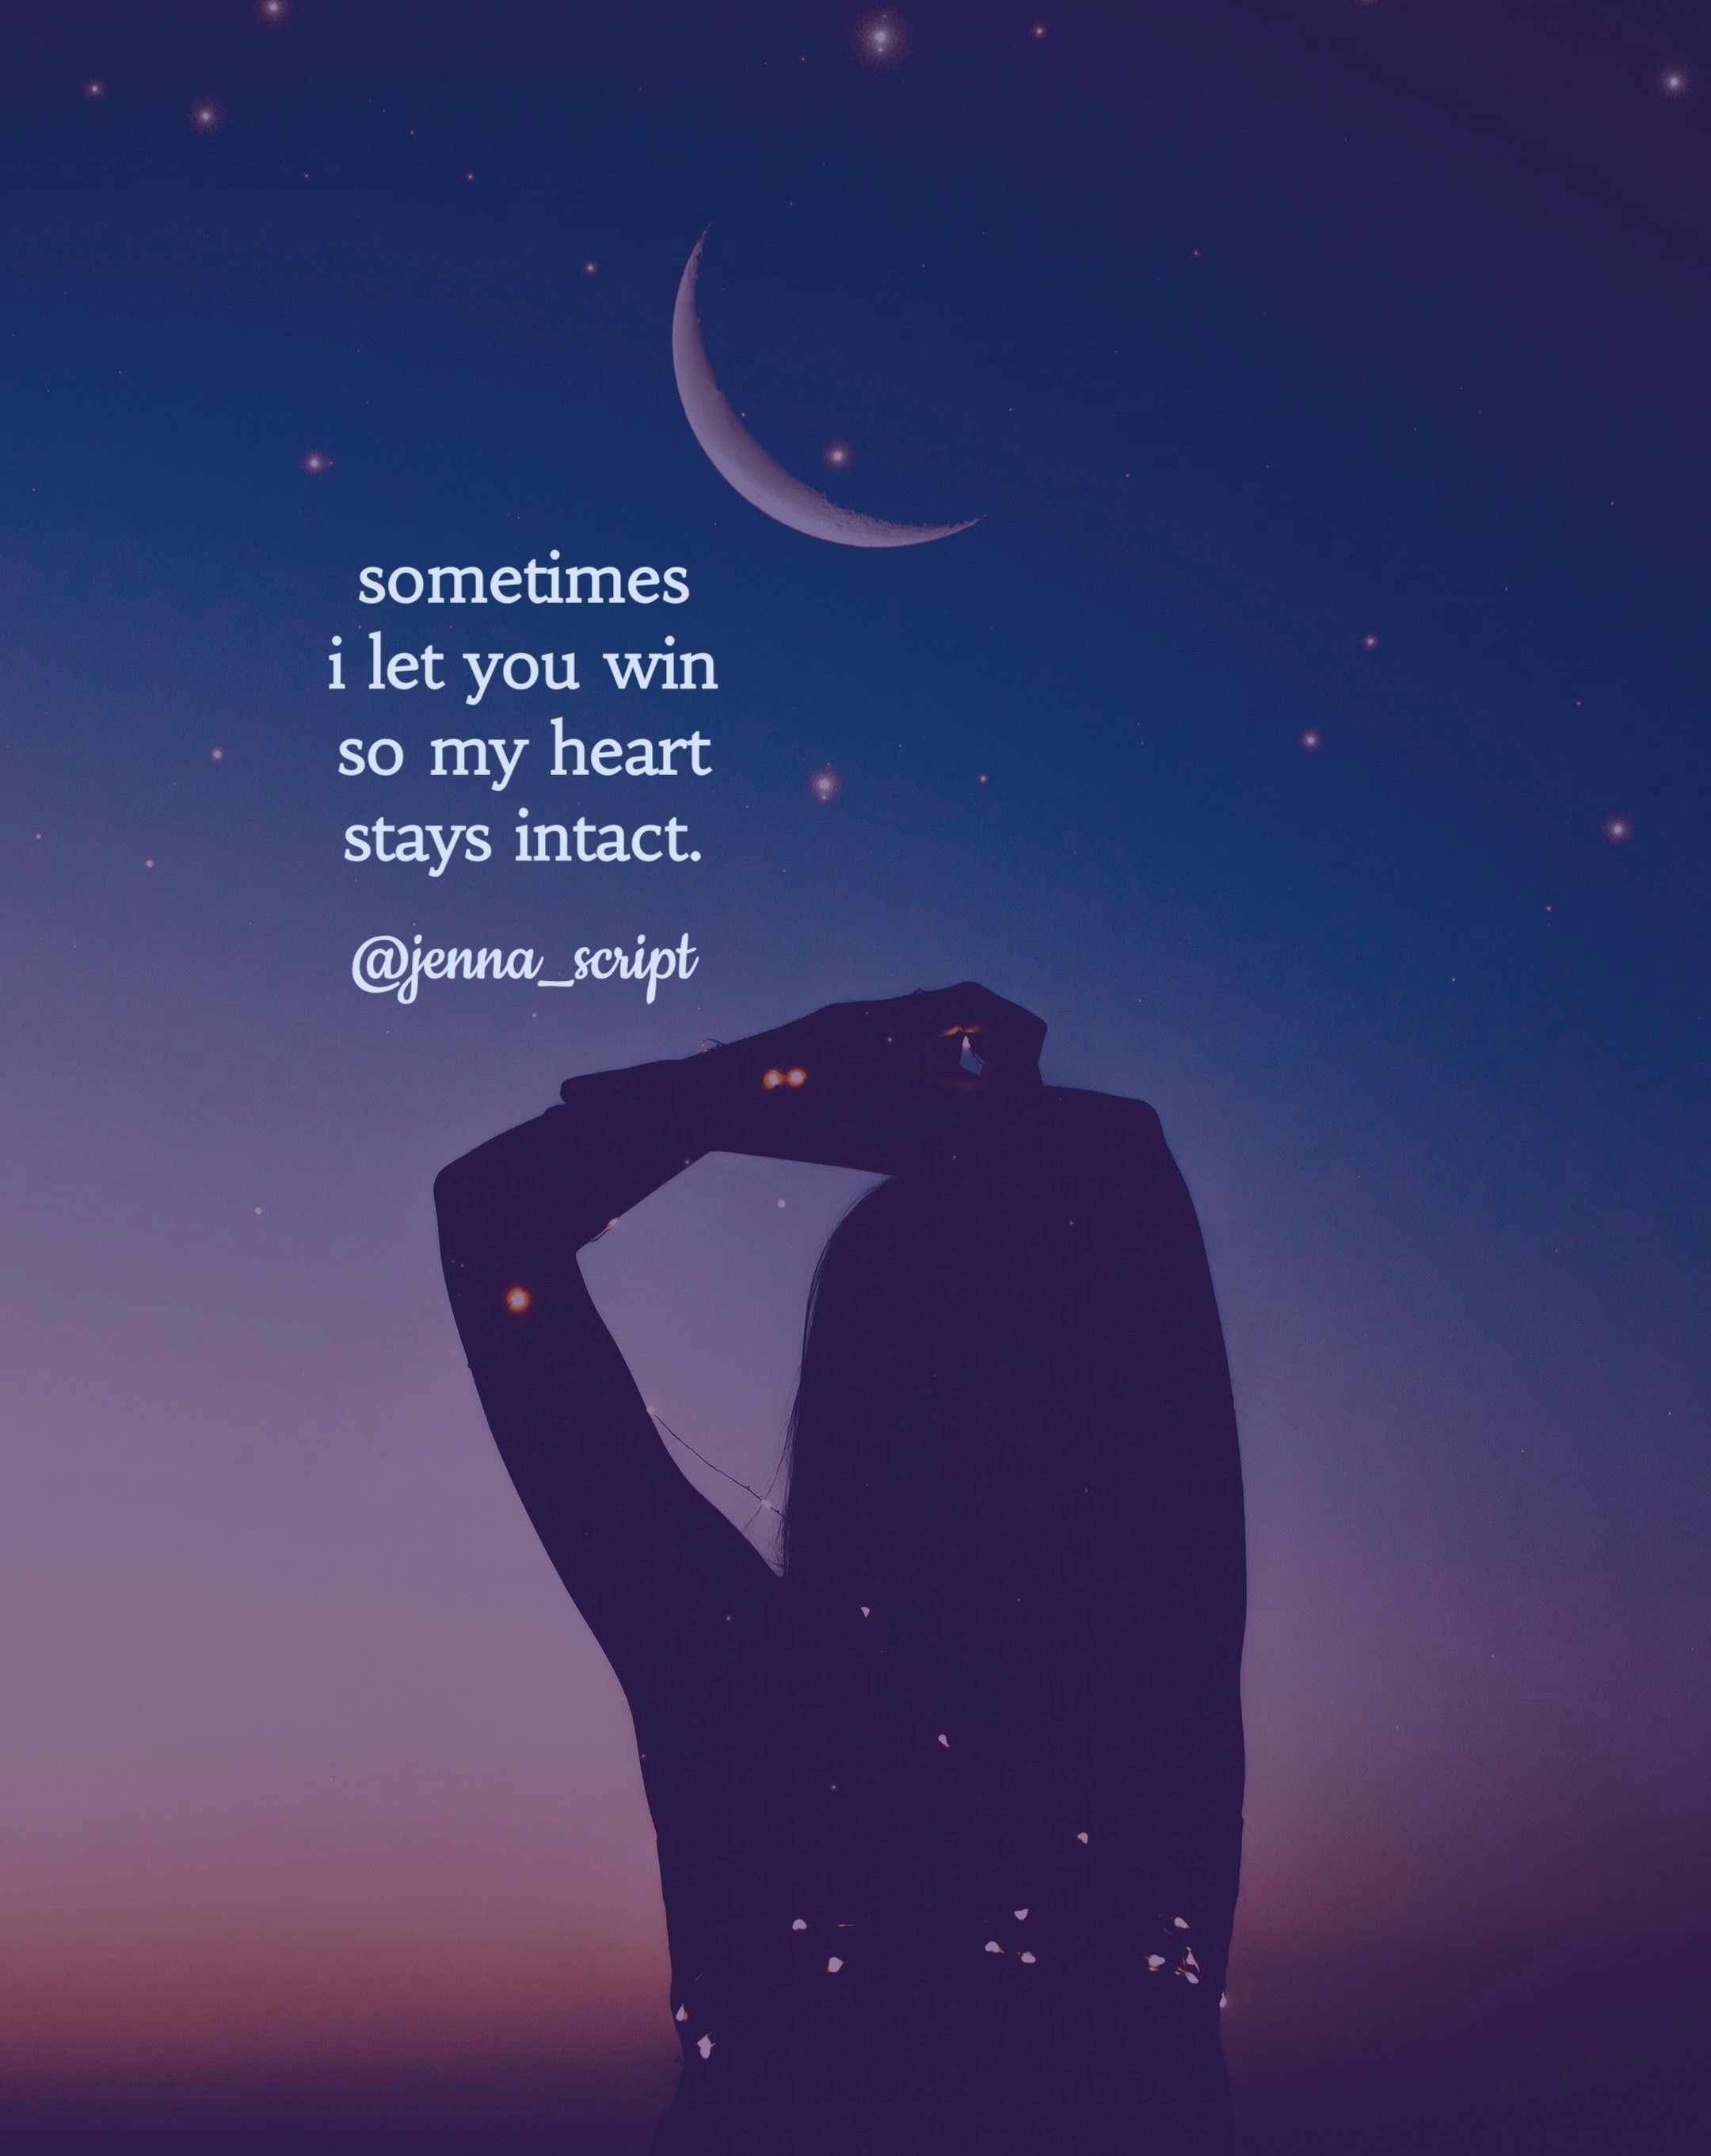 sometimes
i let you win
so my heart
stays intact.
@jenna_script